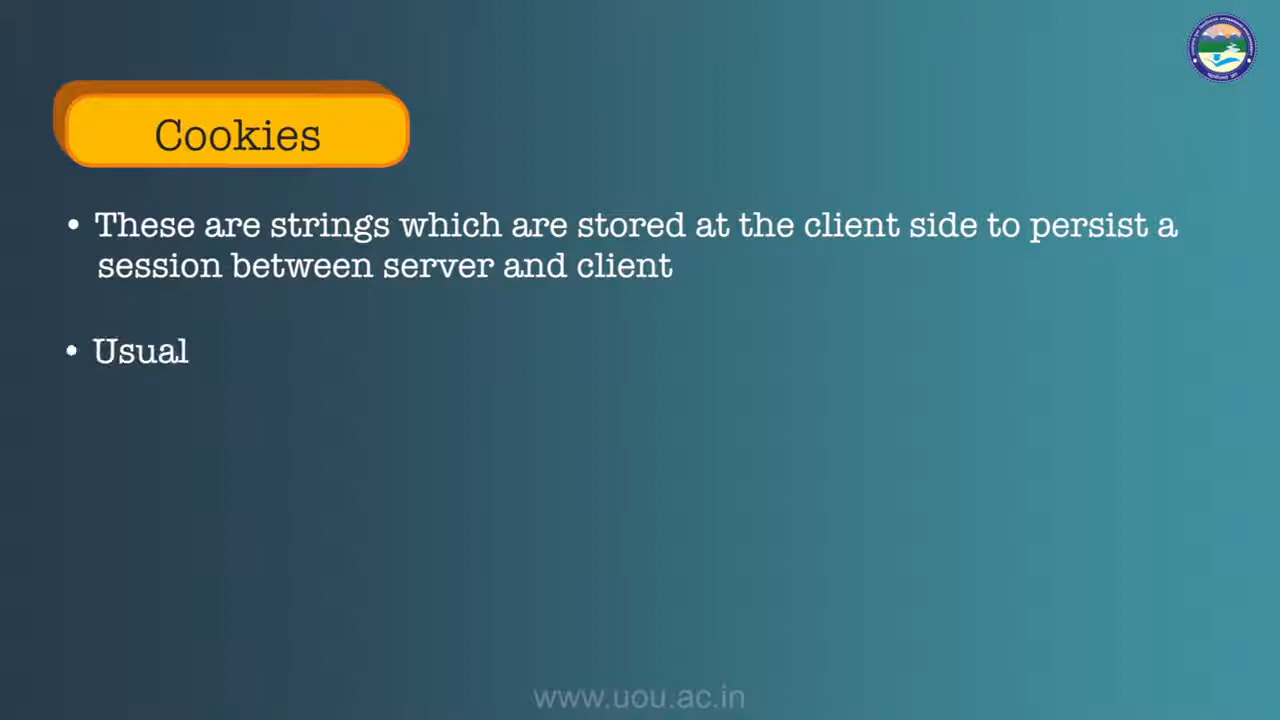 Cookies
• These are strings which are stored at the client side to persist a
session between server and client
• Usual
www.uou.ac.in